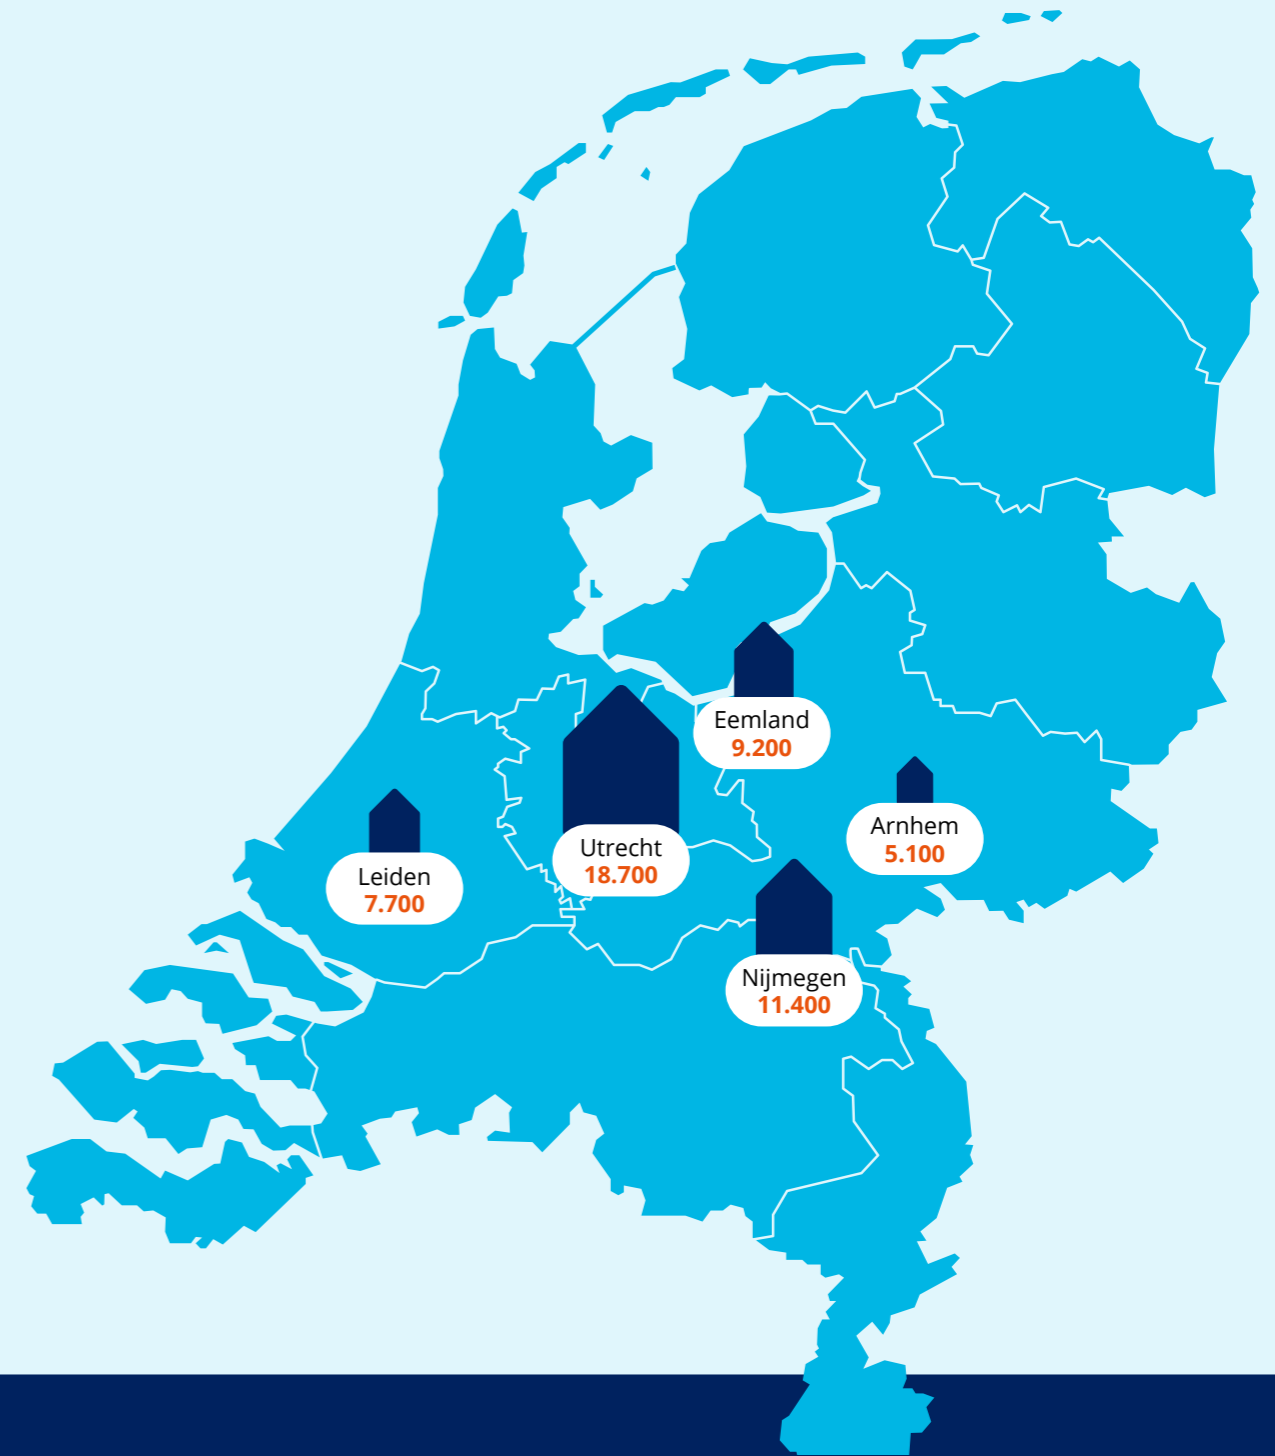 Eemland
9.200
Arnhem
5.100
Utrecht
18.700
Leiden
7.700
Nijmegen
11.400